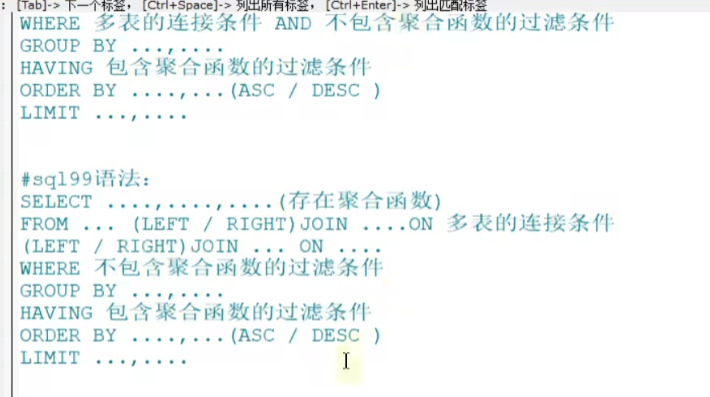 : [Tab]-> 下一个标签， [Ctrl+Space]-> 列出所有标签， [Ctrl+Enter]-> 列出匹配标签
WHERE 多表的连接条件 AND 不包含聚合函数的过滤条件
GROUP BY ...,....
HAVING 包含聚合函数的过滤条件
ORDER BY ....,...(ASC / DESC )
LIMIT ...,....
#sql99语法：
SELECT ....,....,....(存在聚合函数)
FROM ... (LEFT / RIGHT)JOIN ....ON 多表的连接条件
(LEFT / RIGHT)JOIN ... ON ....
WHERE 不包含聚合函数的过滤条件
GROUP BY ...,....
HAVING 包含聚合函数的过滤条件
ORDER BY ....,...(ASC / DESC )
LIMIT ...,....